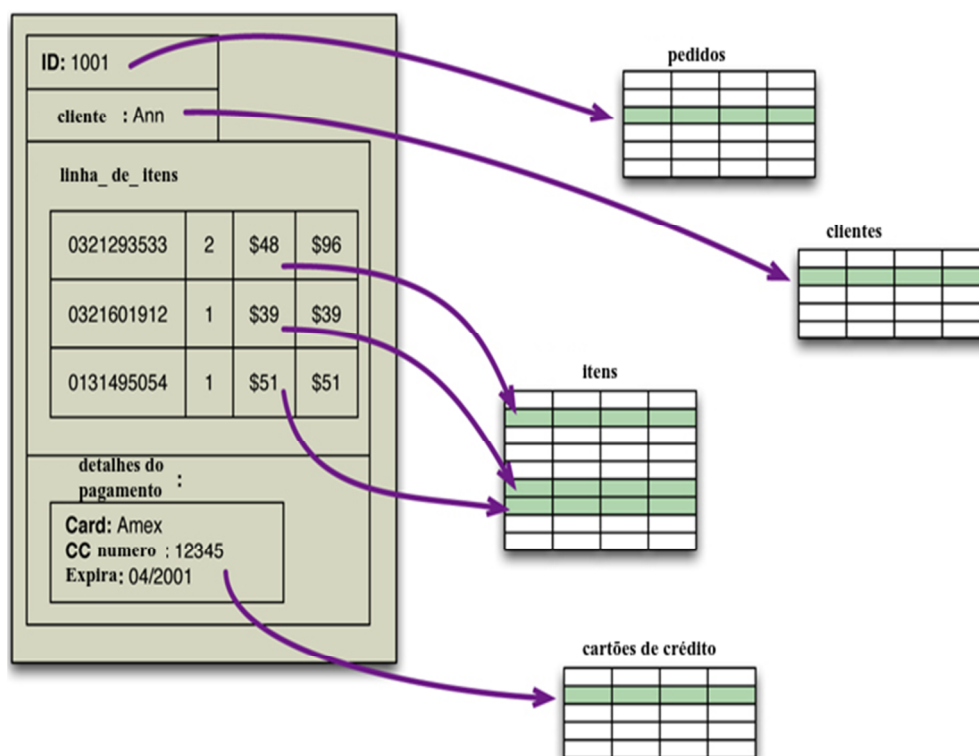 ID: 1001
cliente : Ann
linha_ de_ itens
0321293533 2 $48 $96
0321601912 1 $39 $39
0131495054 1 $51 $51
detalhes do
pagamento :
Card: Amex
CC numero : 12345
Expira: 04/2001
pedidos
clientes
itens
cartões de crédito